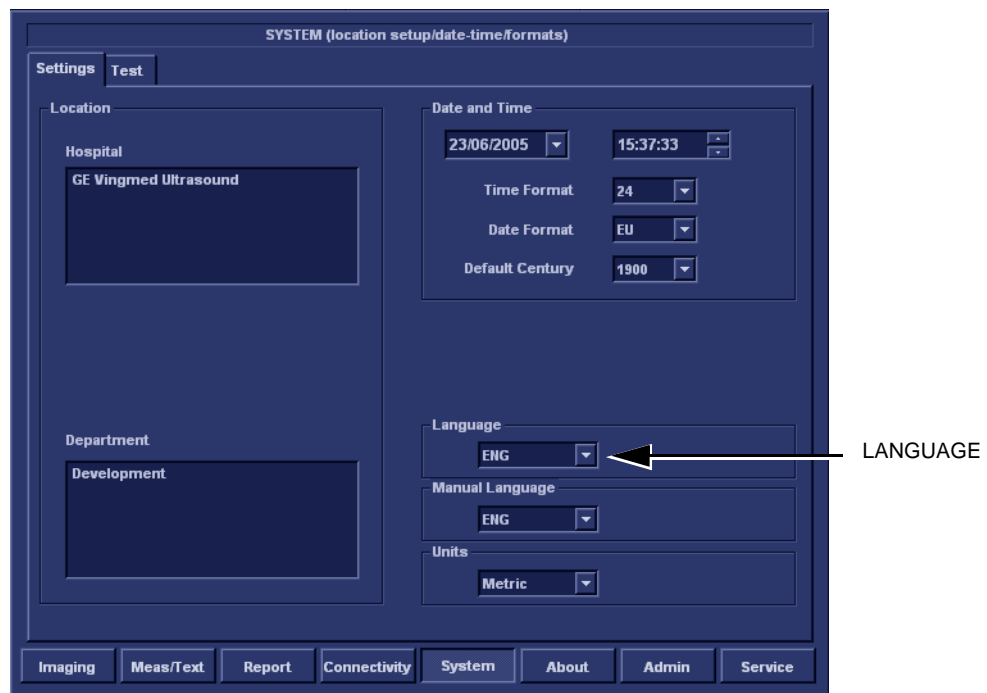 SYSTEM (location setup/date-time/formats)
Settings
Test
Location
Hospital
GE Vingmed Ultrasound
Department
Development
Date and Time
23/06/2005
15:37:33
Time Format
24
Date Format
EU
Default Century
1900
Language
ENG
LANGUAGE
Manual Language
ENG
Units
Metric
Imaging
Meas/Text
Report
Connectivity
System
About
Admin
Service